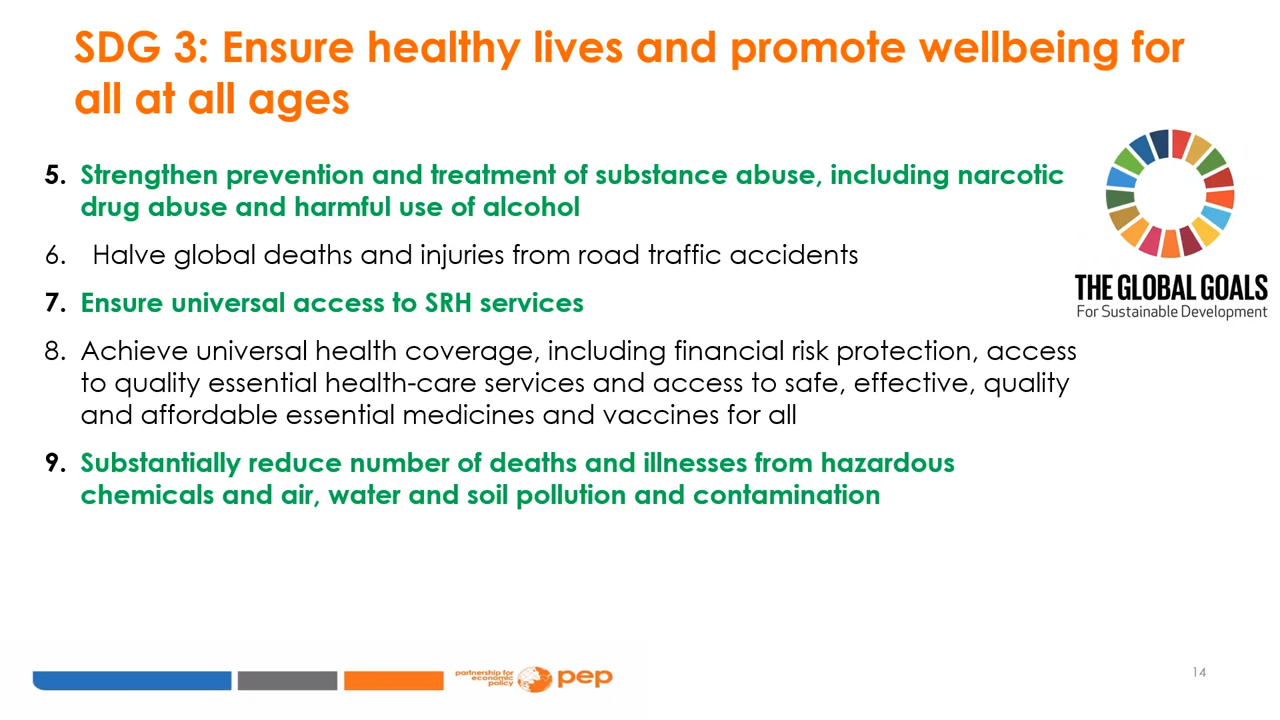 SDG 3: Ensure healthy lives and promote wellbeing for
all at all ages
5. Strengthen prevention and treatment of substance abuse, including narcotic
drug abuse and harmful use of alcohol
6. Halve global deaths and injuries from road traffic accidents
7. Ensure universal access to SRH services
8. Achieve universal health coverage, including financial risk protection, access
to quality essential health-care services and access to safe, effective, quality
and affordable essential medicines and vaccines for all
9. Substantially reduce number of deaths and illnesses from hazardous
chemicals and air, water and soil pollution and contamination
THE GLOBAL GOALS
For Sustainable Development
partnership for
economic
policy
pep
14